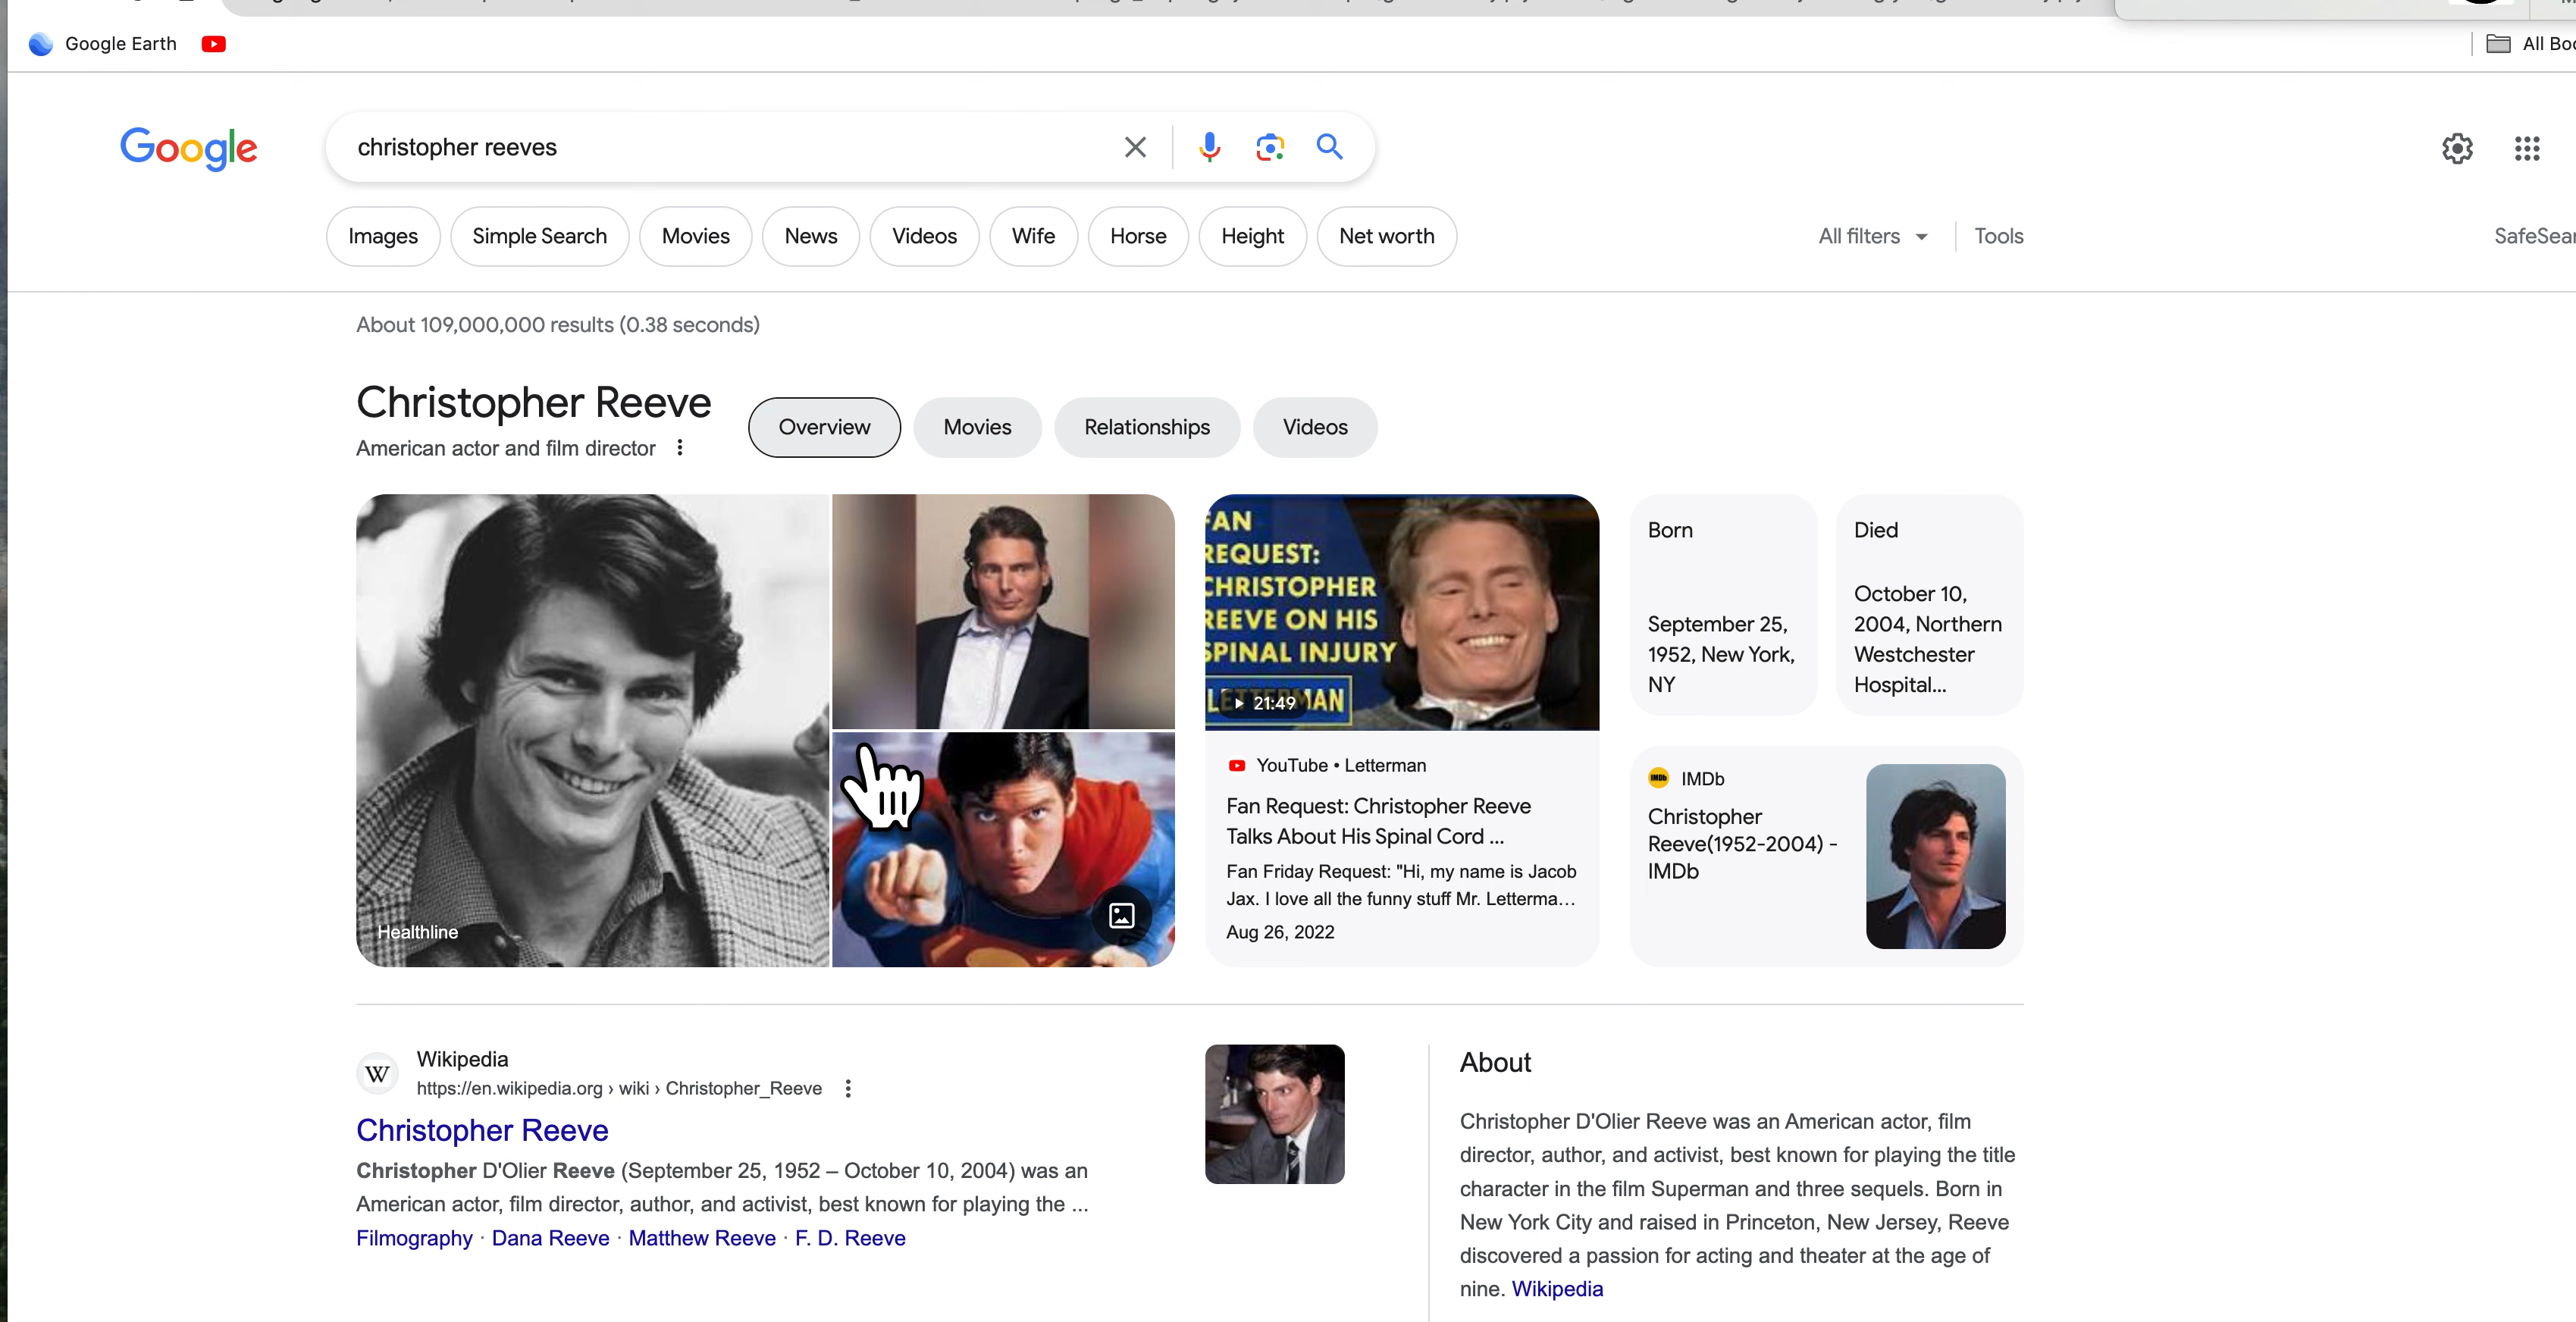 Google Earth
All Boo
Google
christopher reeves
Images
Simple Search
Movies
News
Videos
Wife
Horse
Height
Net worth
All filters
Tools
SafeSear
About 109,000,000 results (0.38 seconds)
Christopher Reeve
American actor and film director
Overview
Movies
Relationships
Videos
Healthline
FAN
REQUEST:
CHRISTOPHER
REEVE ON HIS
SPINAL INJURY
LETTERMAN
21:49
YouTube • Letterman
Fan Request: Christopher Reeve
Talks About His Spinal Cord ...
Fan Friday Request: "Hi, my name is Jacob
Jax. I love all the funny stuff Mr. Letterma...
Aug 26, 2022
Born
September 25,
1952, New York,
NY
Died
October 10,
2004, Northern
Westchester
Hospital...
IMDb
IMDb
Christopher
Reeve(1952-2004) -
IMDb
W
Wikipedia
https://en.wikipedia.org › wiki › Christopher_Reeve
Christopher Reeve
Christopher D'Olier Reeve (September 25, 1952 – October 10, 2004) was an
American actor, film director, author, and activist, best known for playing the ...
Filmography · Dana Reeve · Matthew Reeve · F. D. Reeve
About
Christopher D'Olier Reeve was an American actor, film
director, author, and activist, best known for playing the title
character in the film Superman and three sequels. Born in
New York City and raised in Princeton, New Jersey, Reeve
discovered a passion for acting and theater at the age of
nine. Wikipedia